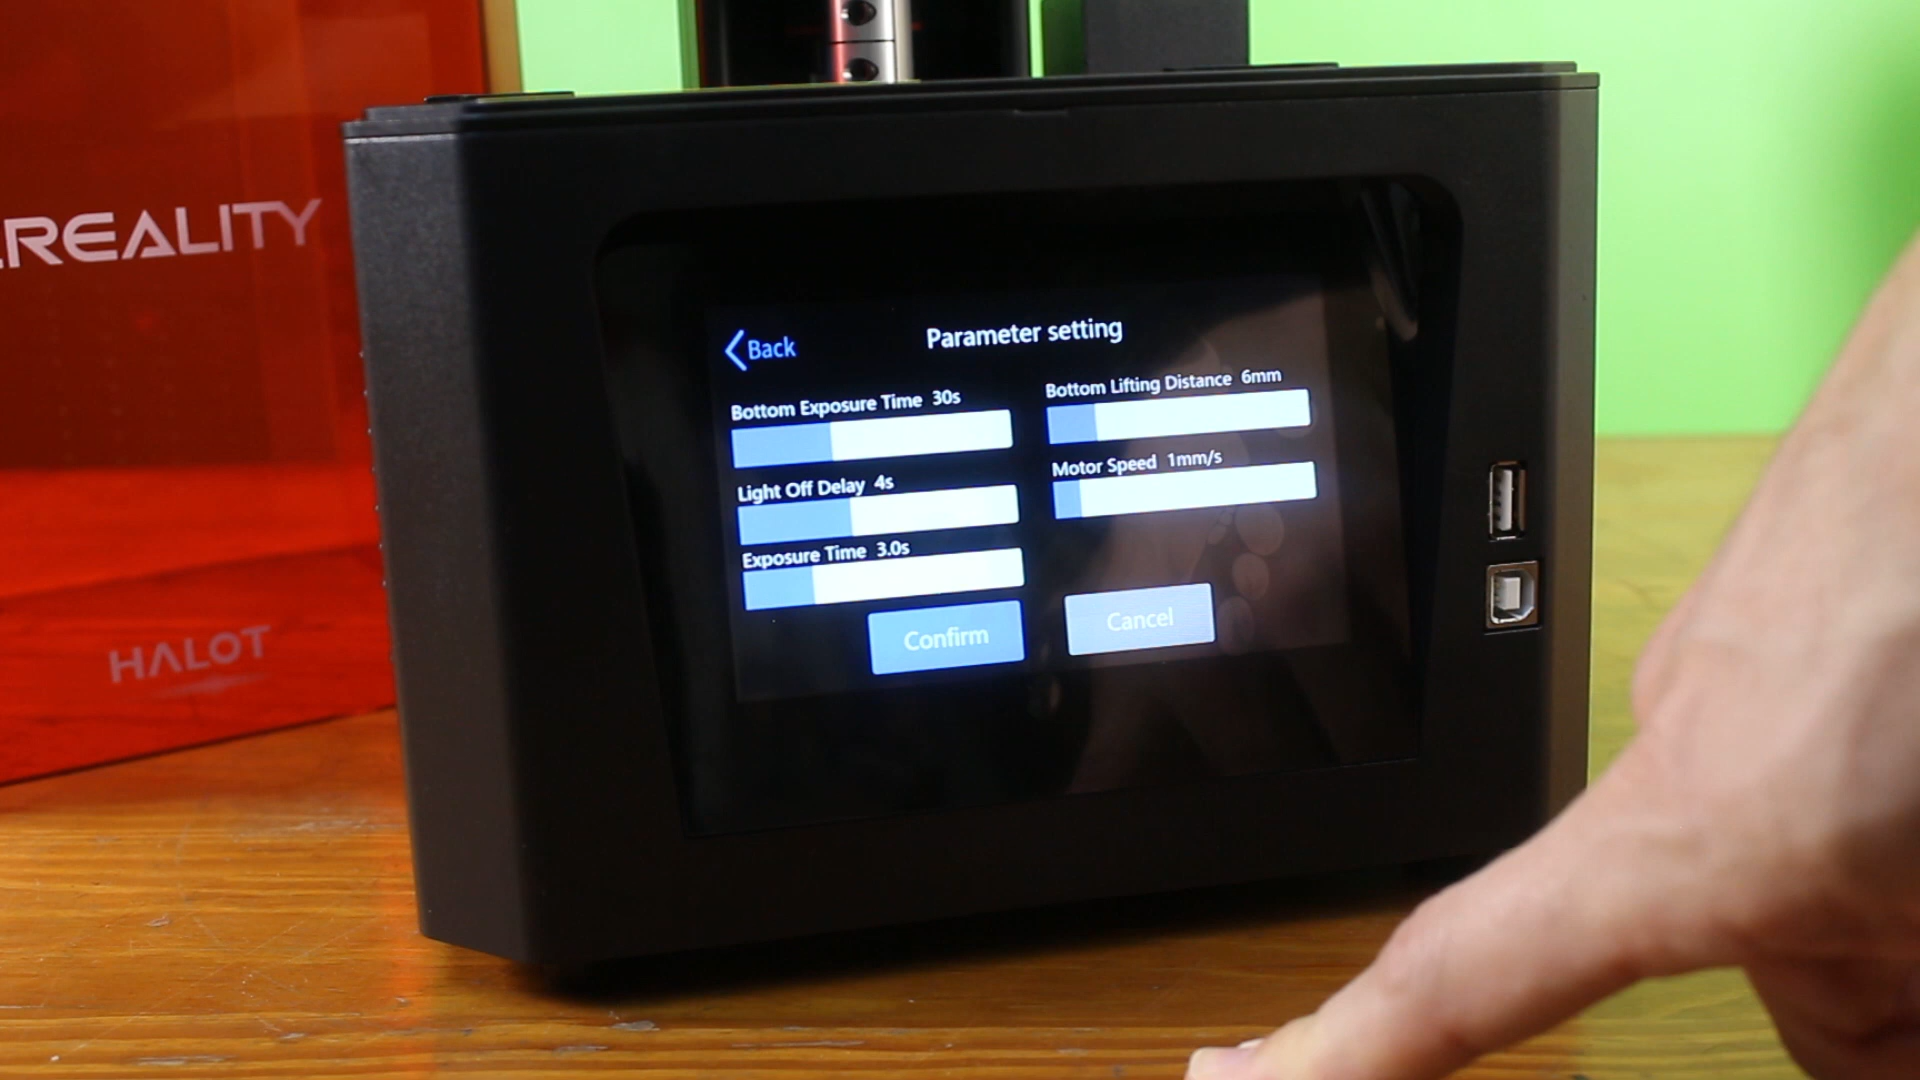 REALITY
HALOT
Back
Parameter setting
Bottom Exposure Time 30s
Bottom Lifting Distance 6mm
Light Off Delay 4s
Motor Speed 1mm/s
Exposure Time 3.0s
Confirm
Cancel